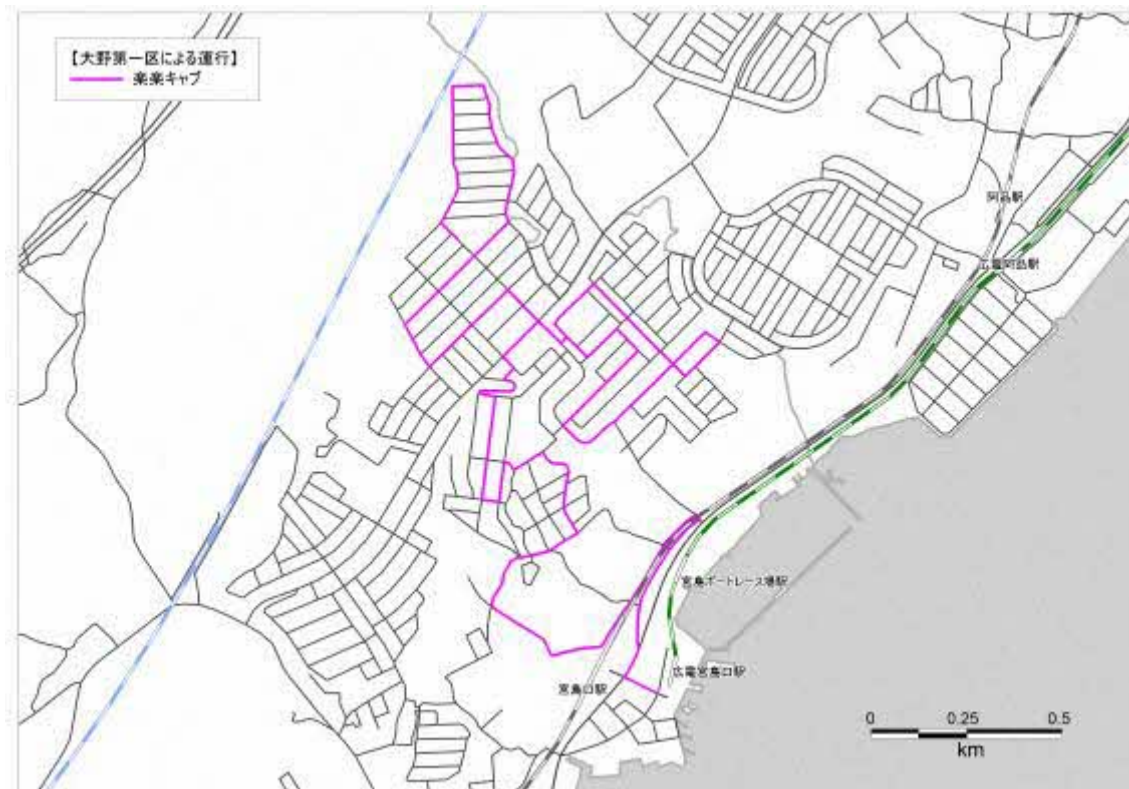 【大野第一区による運行】
楽楽キャブ
阿品駅
広電阿品駅
宮島ボートレース場駅
広電宮島口駅
宮島口駅
0 0.25 0.5
km